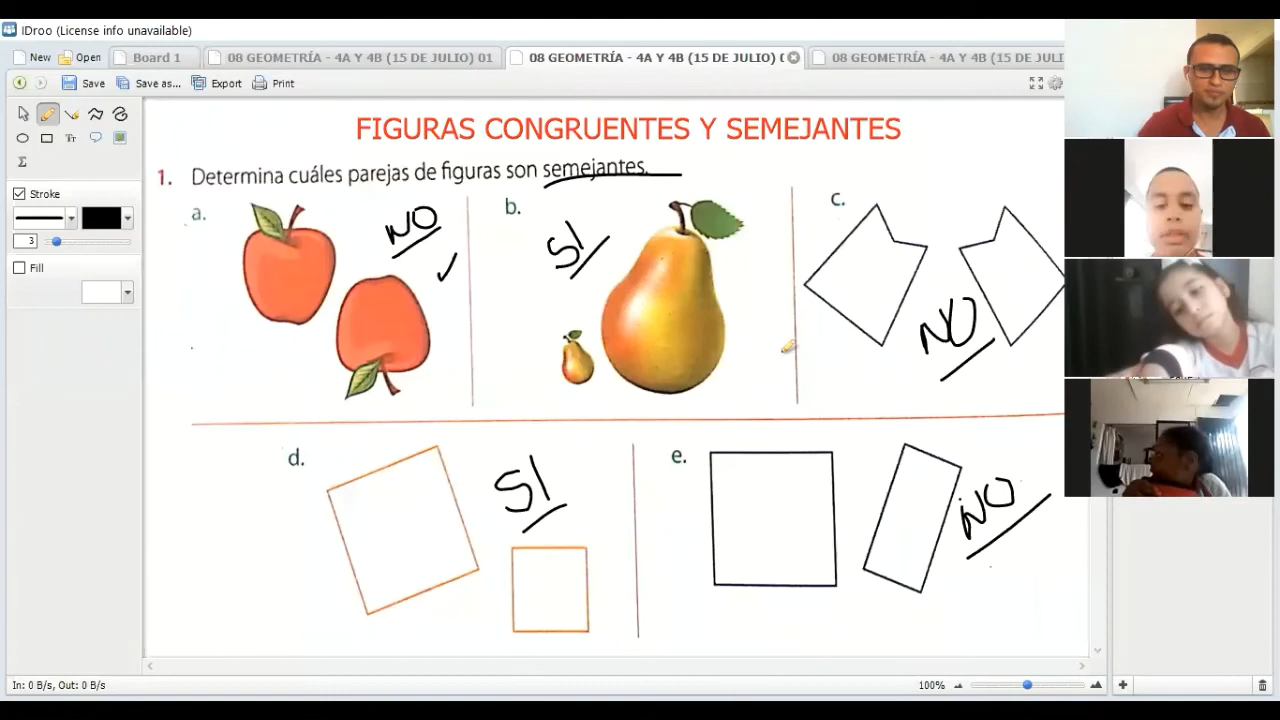 IDroo (License info unavailable)
New Open Board 1 08 GEOMETRÍA - 4A Y 4B (15 DE JULIO) 01 08 GEOMETRÍA - 4A Y 4B (15 DE JULIO) ( 08 GEOMETRÍA - 4A Y 4B (15 DE JULI
Save Save as... Export Print
FIGURAS CONGRUENTES Y SEMEJANTES
1. Determina cuáles parejas de figuras son semejantes.
Stroke
3
Fill
a. NO
b. SI
c. NO
d. SI
e. NO
In: 0 B/s, Out: 0 B/s 100%